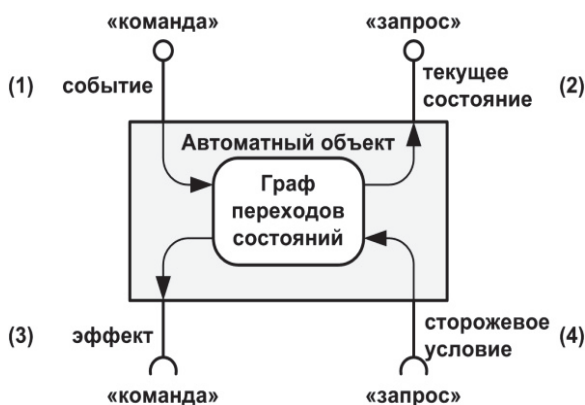 «команда» «запрос»
(1) событие текущее состояние (2)
Автоматный объект
Граф
переходов
состояний
(3) эффект сторожевое условие (4)
«команда» «запрос»